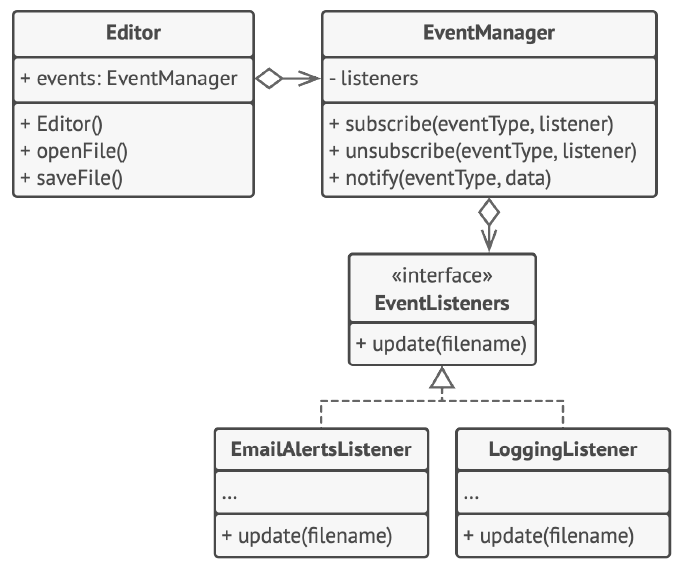 Editor
+ events: EventManager
+ Editor()
+ openFile()
+ saveFile()
EventManager
- listeners
+ subscribe(eventType, listener)
+ unsubscribe(eventType, listener)
+ notify(eventType, data)
«interface»
EventListeners
+ update(filename)
EmailAlertsListener
...
+ update(filename)
LoggingListener
...
+ update(filename)